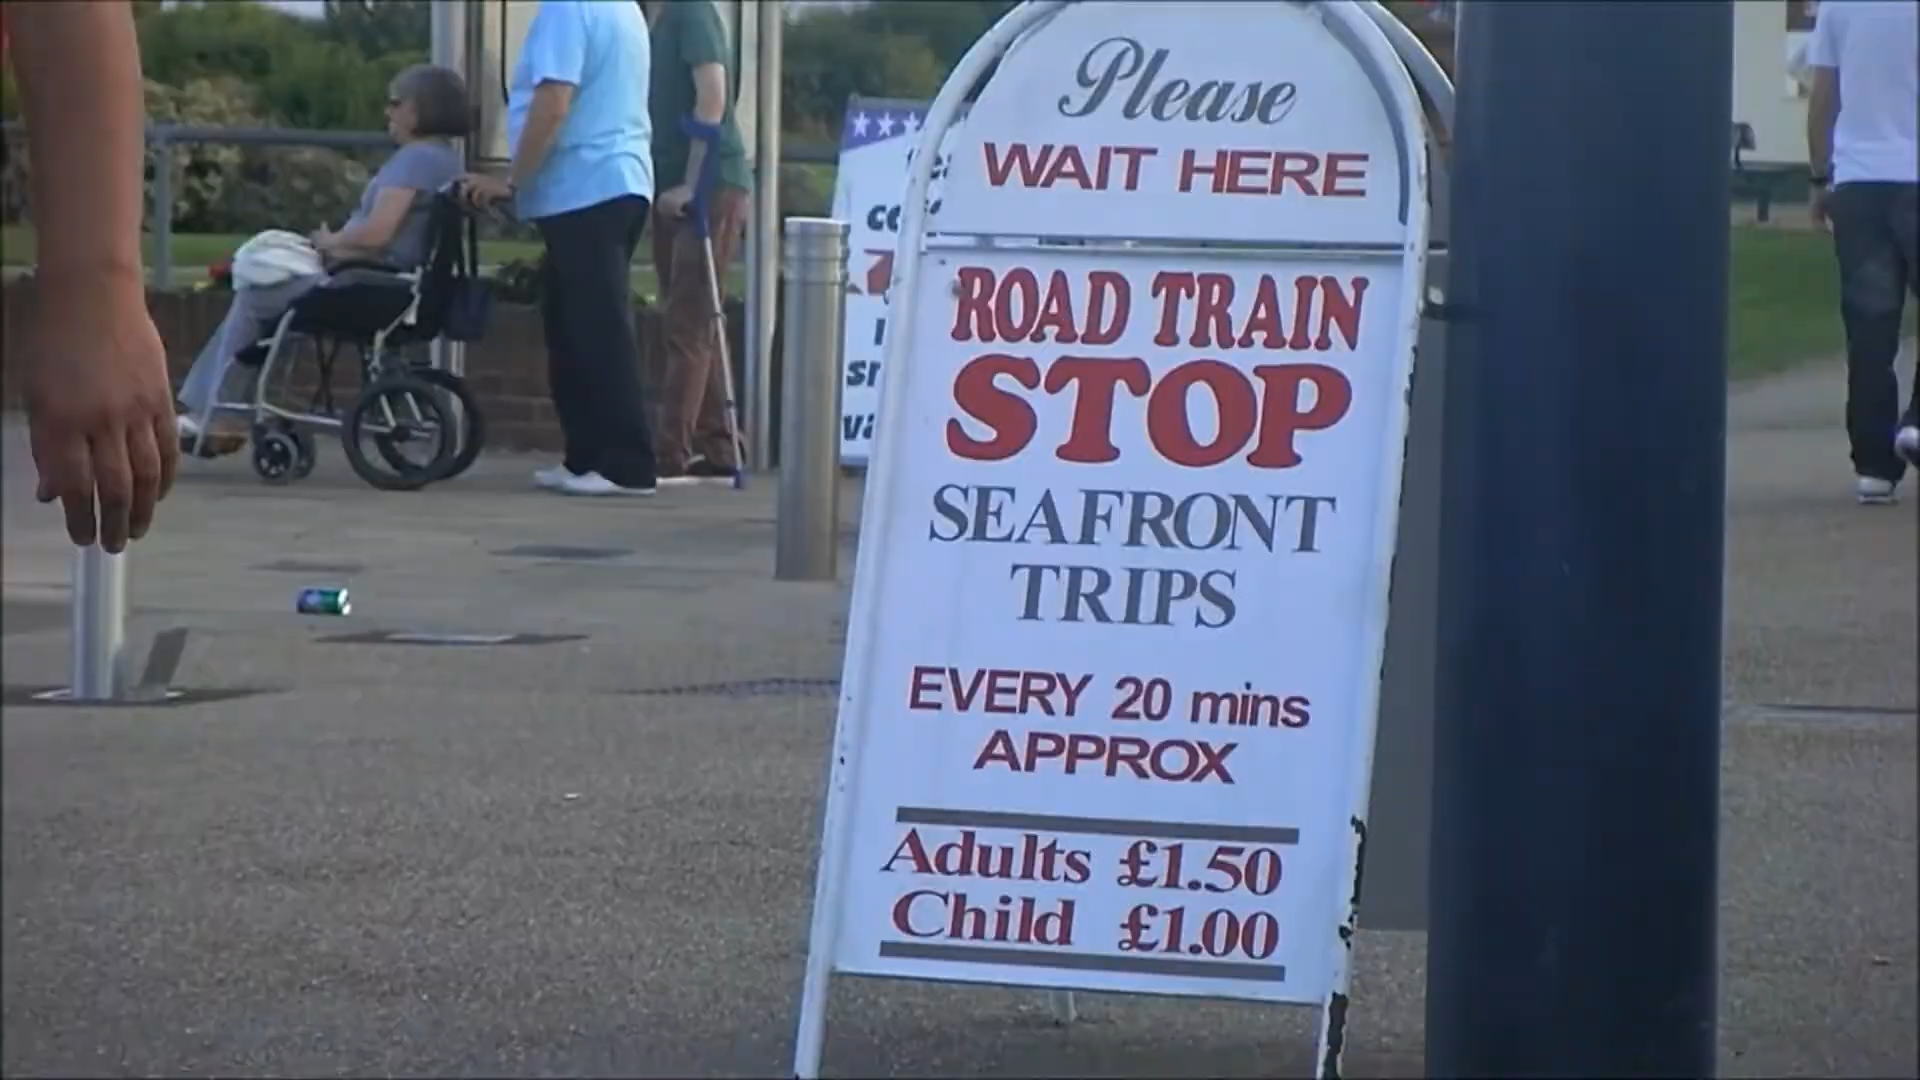 Please
WAIT HERE
ROAD TRAIN
STOP
SEAFRONT
TRIPS
EVERY 20 mins
APPROX
Adults £1.50
Child £1.00